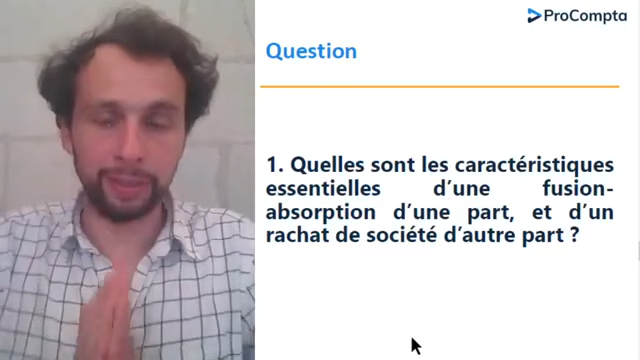 ProCompta
Question
1. Quelles sont les caractéristiques
essentielles d’une fusion-
absorption d’une part, et d’un
rachat de société d’autre part ?